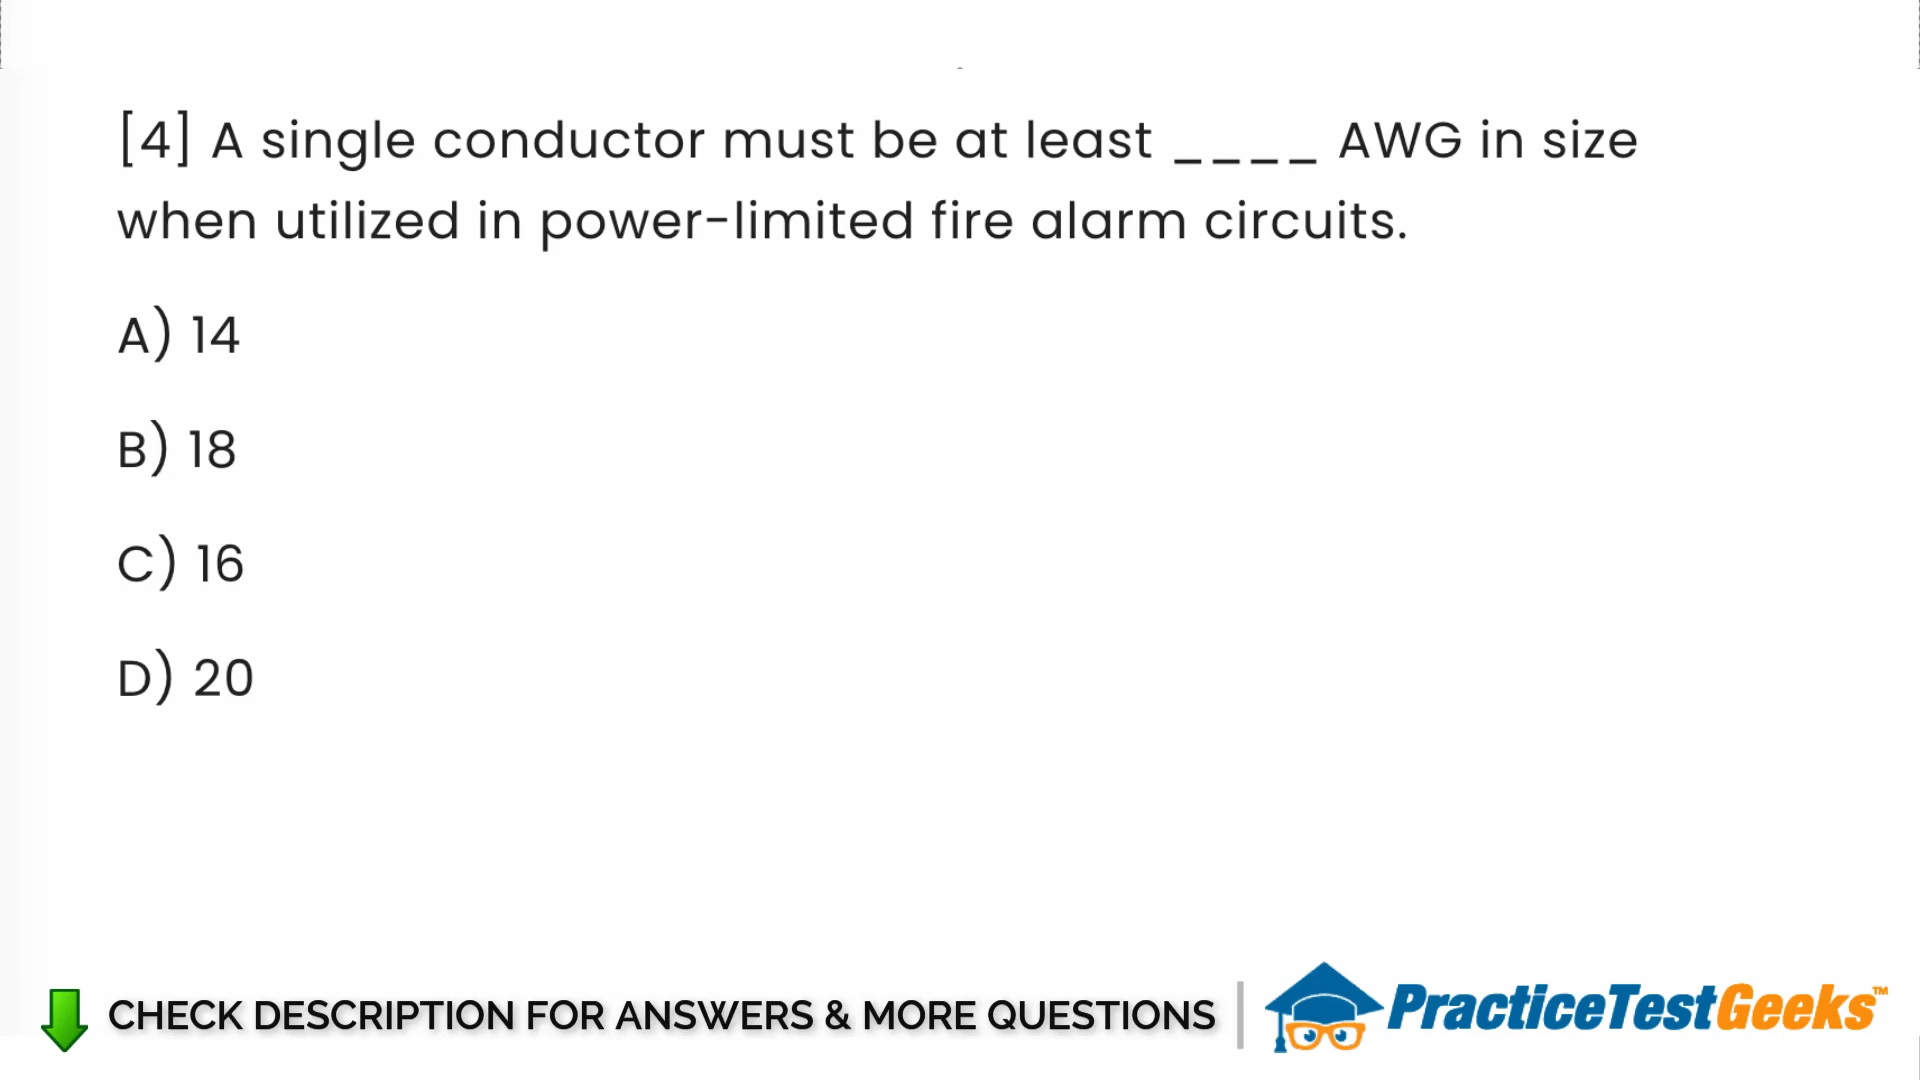 [4] A single conductor must be at least ____ AWG in size
when utilized in power-limited fire alarm circuits.
A) 14
B) 18
C) 16
D) 20
CHECK DESCRIPTION FOR ANSWERS & MORE QUESTIONS
PracticeTestGeeks™